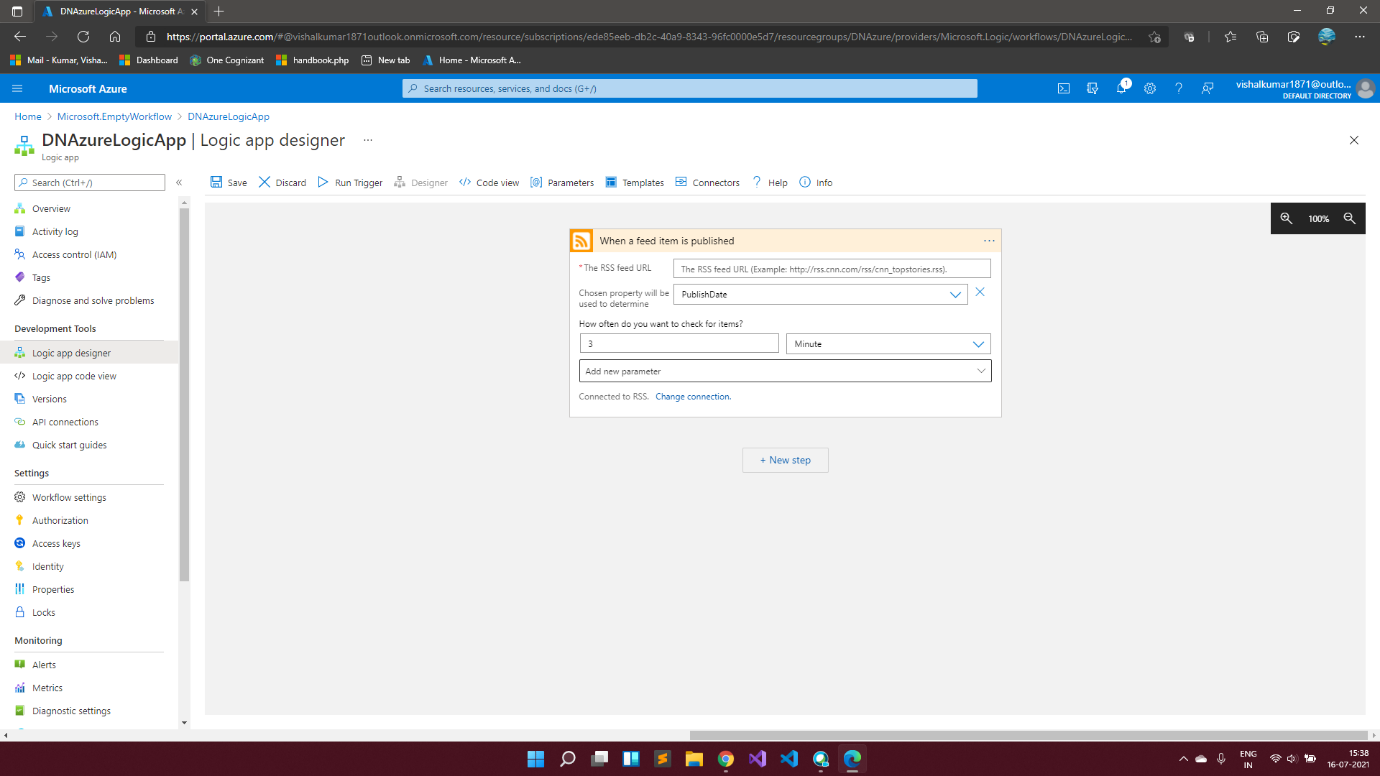 DNAzureLogicApp - Microsoft Az
https://portal.azure.com/#@vishalkumar1871outlook.onmicrosoft.com/resource/subscriptions/ede85eeb-db2c-40a9-8343-96fc0000e5d7/resourcegroups/DNAzure/providers/Microsoft.Logic/workflows/DNAzureLogic...
Mail - Kumar, Visha... Dashboard One Cognizant handbook.php New tab Home - Microsoft A...
Microsoft Azure Search resources, services, and docs (G+/) 1 vishalkumar1871@outlo...
DEFAULT DIRECTORY
Home > Microsoft.EmptyWorkflow > DNAzureLogicApp
DNAzureLogicApp | Logic app designer ...
Logic app
Search (Ctrl+/) « Save Discard Run Trigger Designer Code view Parameters Templates Connectors ? Help Info
Overview
Activity log
Access control (IAM)
Tags
Diagnose and solve problems
Development Tools
Logic app designer
Logic app code view
Versions
API connections
Quick start guides
Settings
Workflow settings
Authorization
Access keys
Identity
Properties
Locks
Monitoring
Alerts
Metrics
Diagnostic settings
100%
When a feed item is published ...
*The RSS feed URL The RSS feed URL (Example: http://rss.cnn.com/rss/cnn_topstories.rss).
Chosen property will be PublishDate
used to determine
How often do you want to check for items?
3 Minute
Add new parameter
Connected to RSS. Change connection.
+ New step
ENG 15:38
IN 16-07-2021